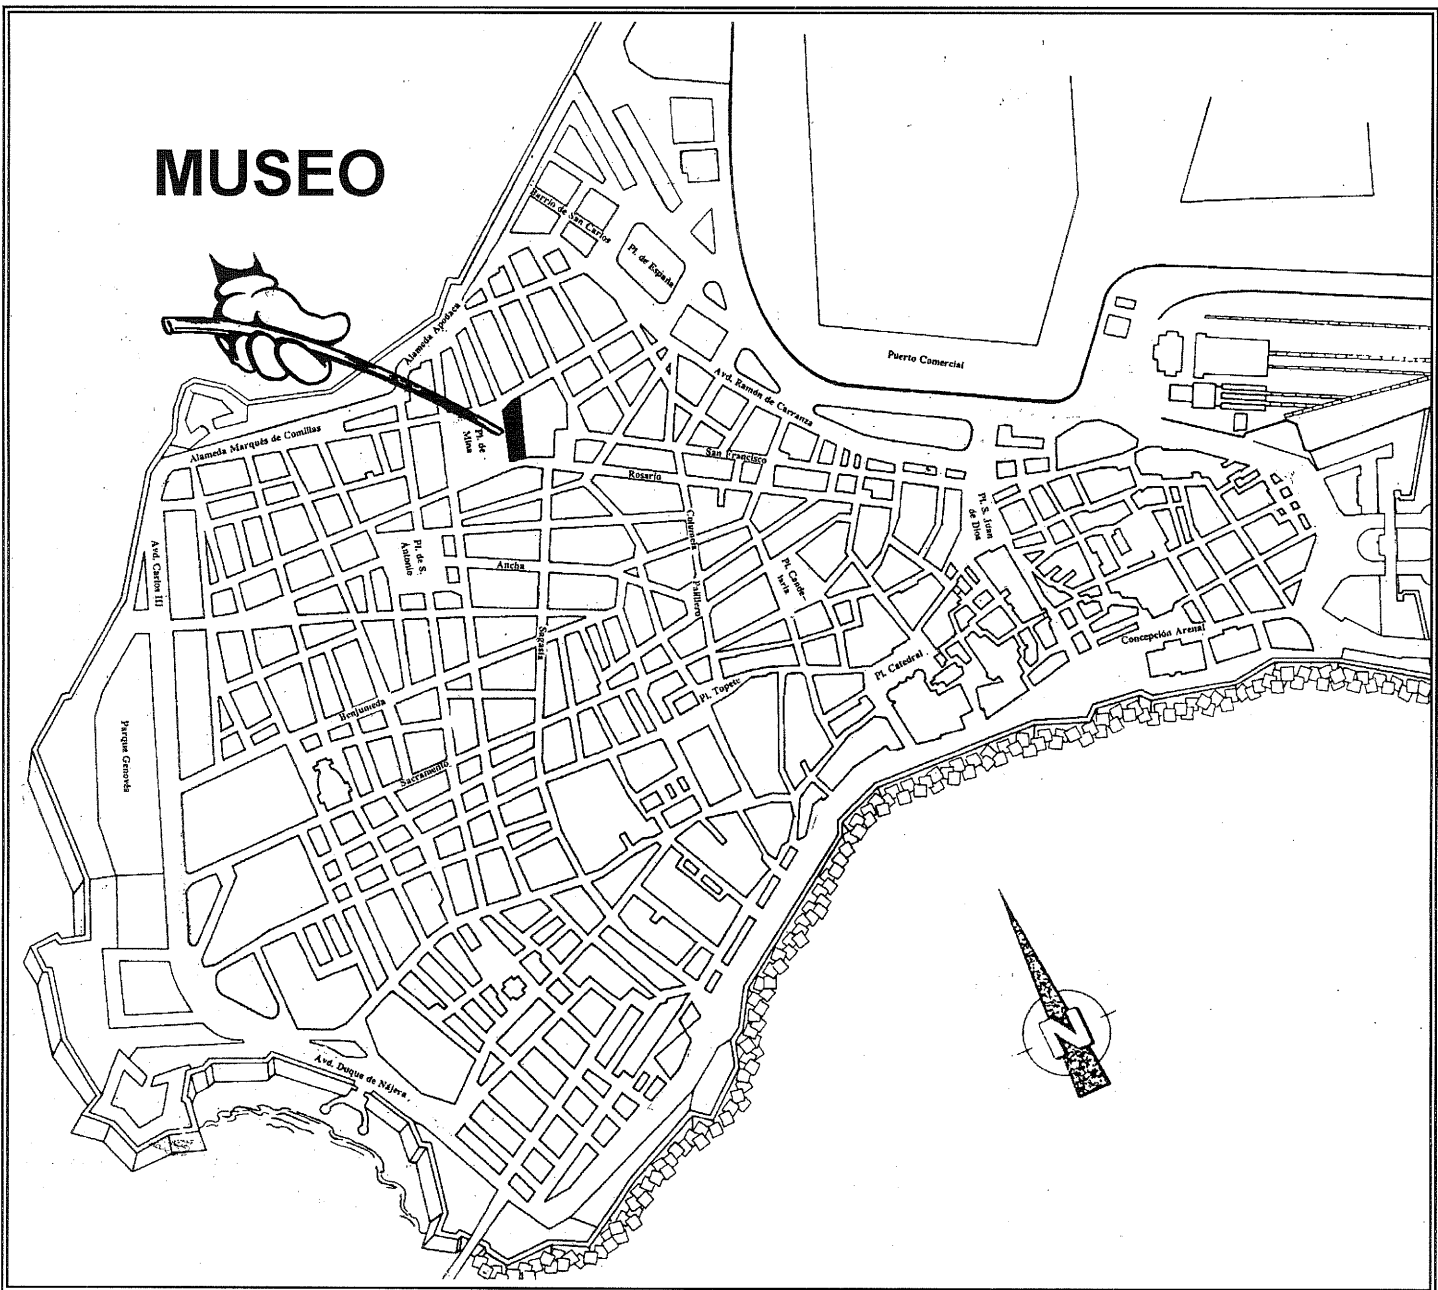 MUSEO
Barrio de San Carlos
Pl. de España
Alameda Apodaca
Puerto Comercial
Avd. Ramón de Carranza
Alameda Marqués de Comillas
Pl. de
Mina
San Francisco
Rosario
Pl. S. Juan
de Dios
Columela
Avd. Carlos III
Pl. de S.
Antonio
Ancha
Pl. Cande-
laria
Palillero
Sagasta
Concepción Arenal
Pl. Catedral
Pl. Topete
Benjumeda
Parque Genovés
Sacramento
N
Avd. Duque de Nájera